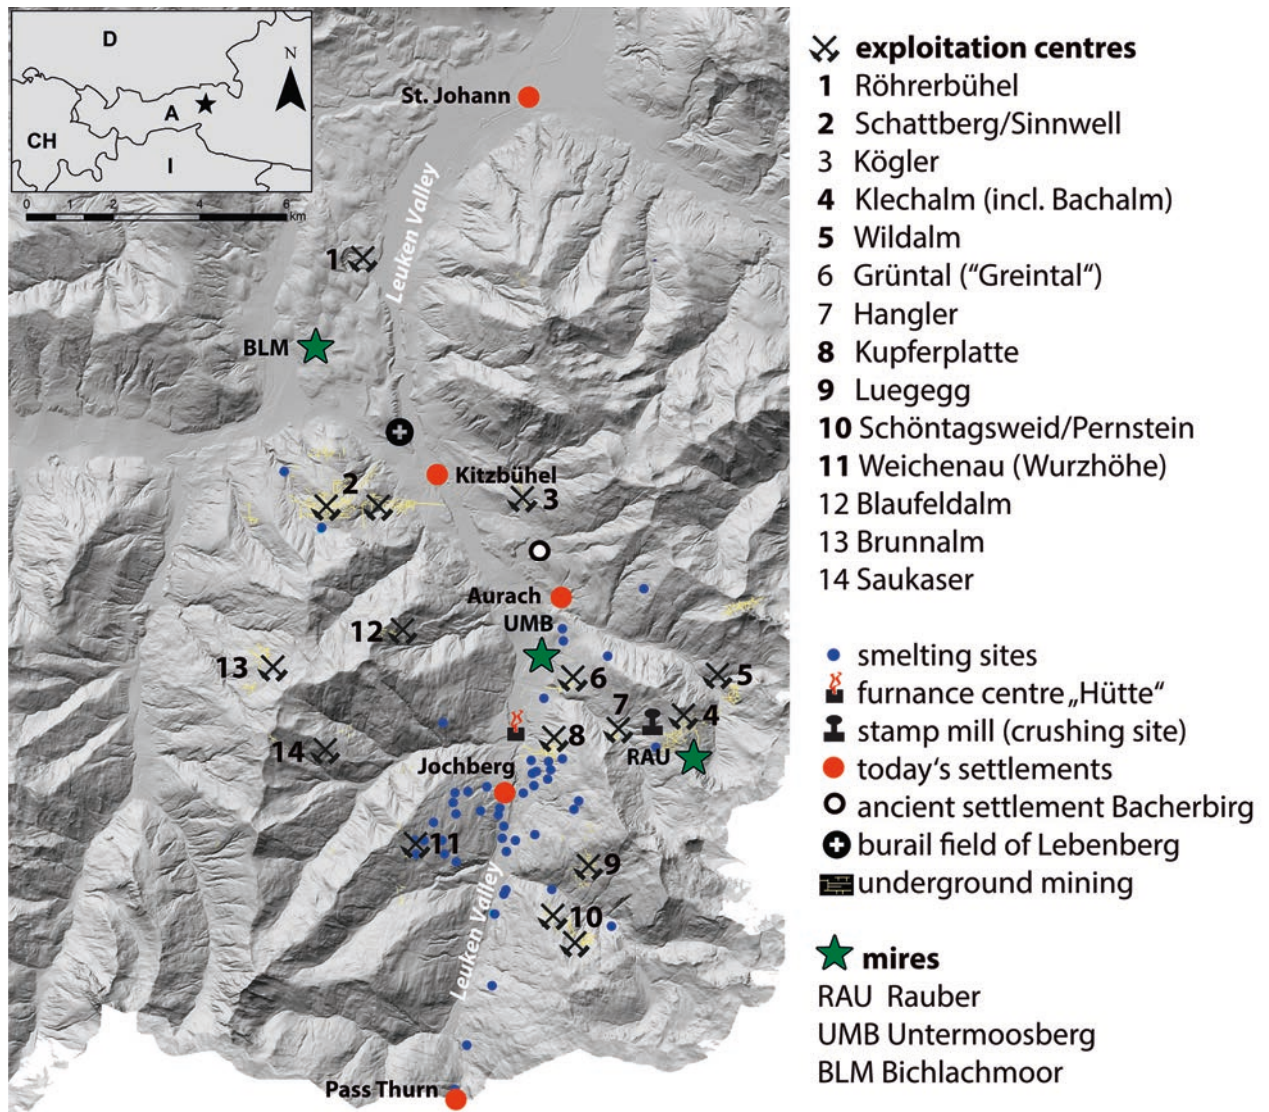 D
N
A
CH
I
0 1 2 4 6
km
St. Johann
Leuken Valley
1
BLM
Kitzbühel
2
3
Aurach
UMB
12
13
6
5
7
4
14
8
RAU
Jochberg
11
9
10
Leuken Valley
Pass Thurn
exploitation centres
1 Röhrerbühel
2 Schattberg/Sinnwell
3 Kögler
4 Klechalm (incl. Bachalm)
5 Wildalm
6 Grüntal (“Greintal“)
7 Hangler
8 Kupferplatte
9 Luegegg
10 Schöntagsweid/Pernstein
11 Weichenau (Wurzhöhe)
12 Blaufeldalm
13 Brunnalm
14 Saukaser
smelting sites
furnance centre „Hütte“
stamp mill (crushing site)
today‘s settlements
ancient settlement Bacherbirg
burail field of Lebenberg
underground mining
mires
RAU Rauber
UMB Untermoosberg
BLM Bichlachmoor